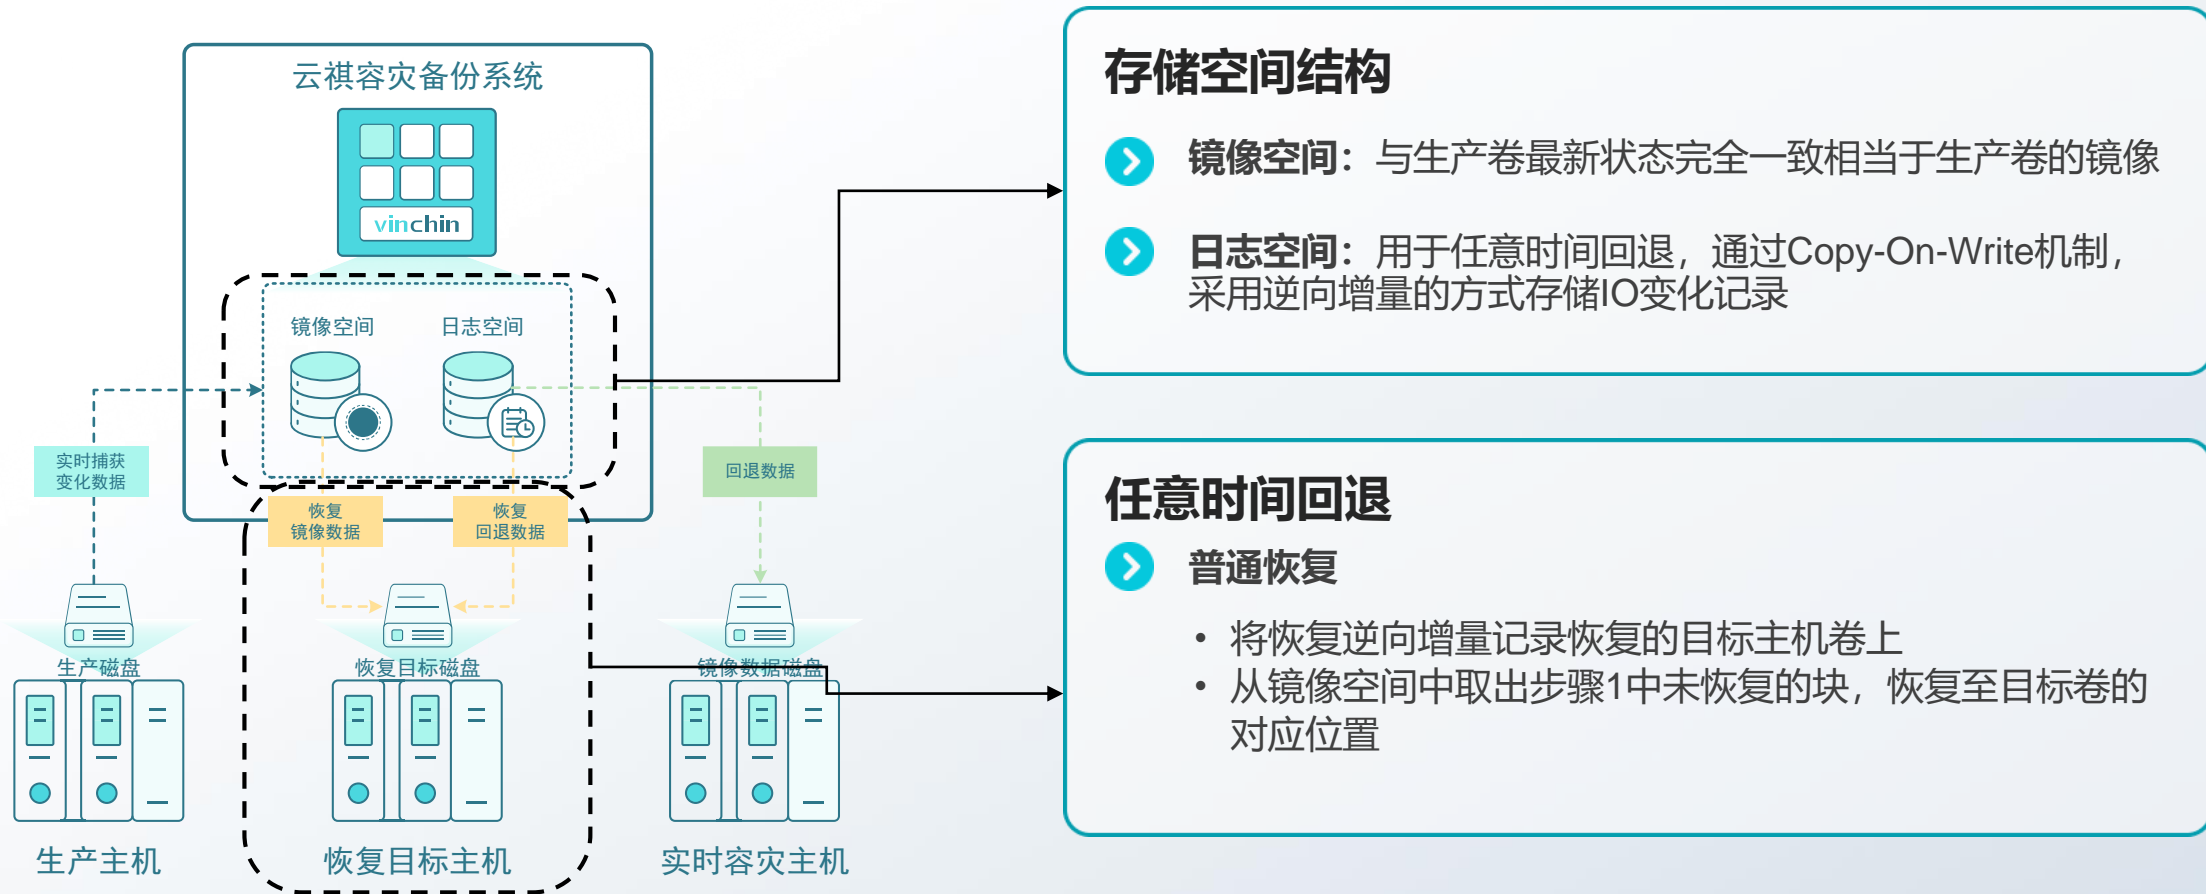 云祺容灾备份系统
vinchin
镜像空间
日志空间
实时捕获
变化数据
回退数据
恢复
镜像数据
恢复
回退数据
生产磁盘
恢复目标磁盘
镜像数据磁盘
生产主机
恢复目标主机
实时容灾主机
存储空间结构
镜像空间：与生产卷最新状态完全一致相当于生产卷的镜像
日志空间：用于任意时间回退，通过Copy-On-Write机制，
采用逆向增量的方式存储IO变化记录
任意时间回退
普通恢复
• 将恢复逆向增量记录恢复的目标主机卷上
• 从镜像空间中取出步骤1中未恢复的块，恢复至目标卷的
对应位置